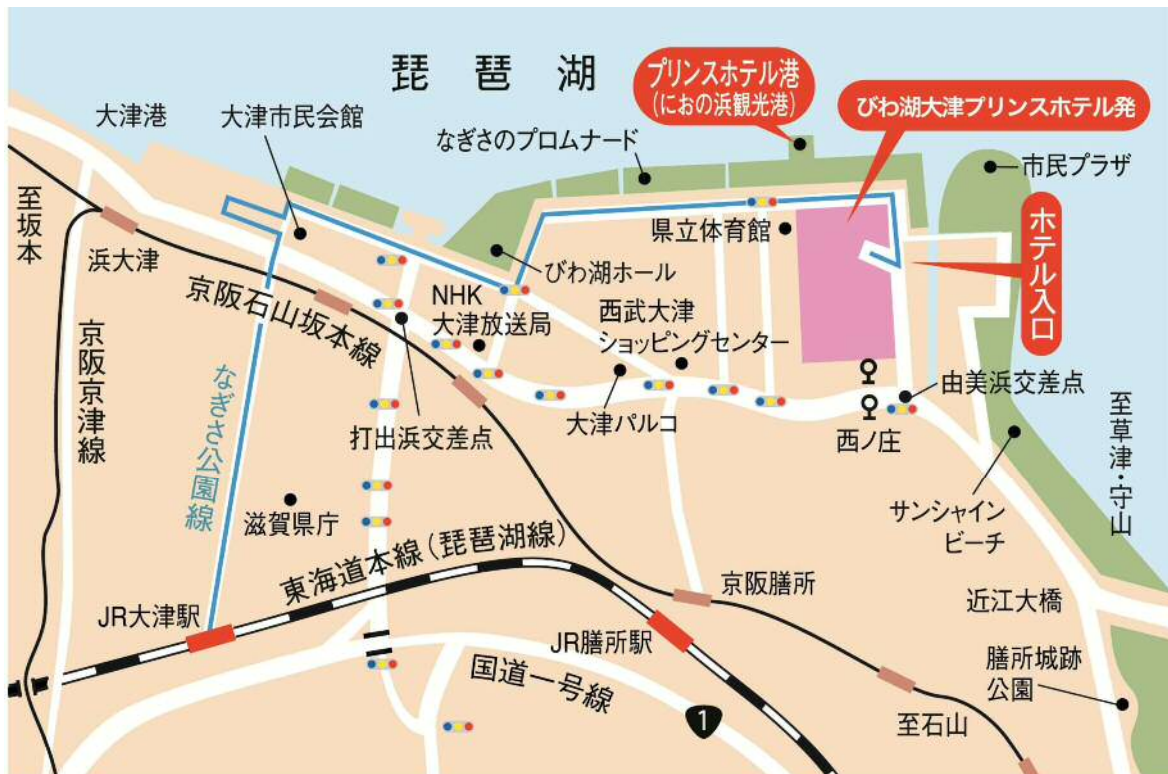 琵琶湖
プリンスホテル港
(におの浜観光港)
びわ湖大津プリンスホテル発
大津港
大津市民会館
なぎさのプロムナード
市民プラザ
至坂本
浜大津
県立体育館
ホテル入口
びわ湖ホール
京阪石山坂本線
NHK
大津放送局
西武大津
ショッピングセンター
京阪京津線
なぎさ公園線
打出浜交差点
大津パルコ
西ノ庄
由美浜交差点
至草津・守山
滋賀県庁
サンシャイン
ビーチ
東海道本線(琵琶湖線)
京阪膳所
近江大橋
JR大津駅
JR膳所駅
国道一号線
1
膳所城跡
公園
至石山